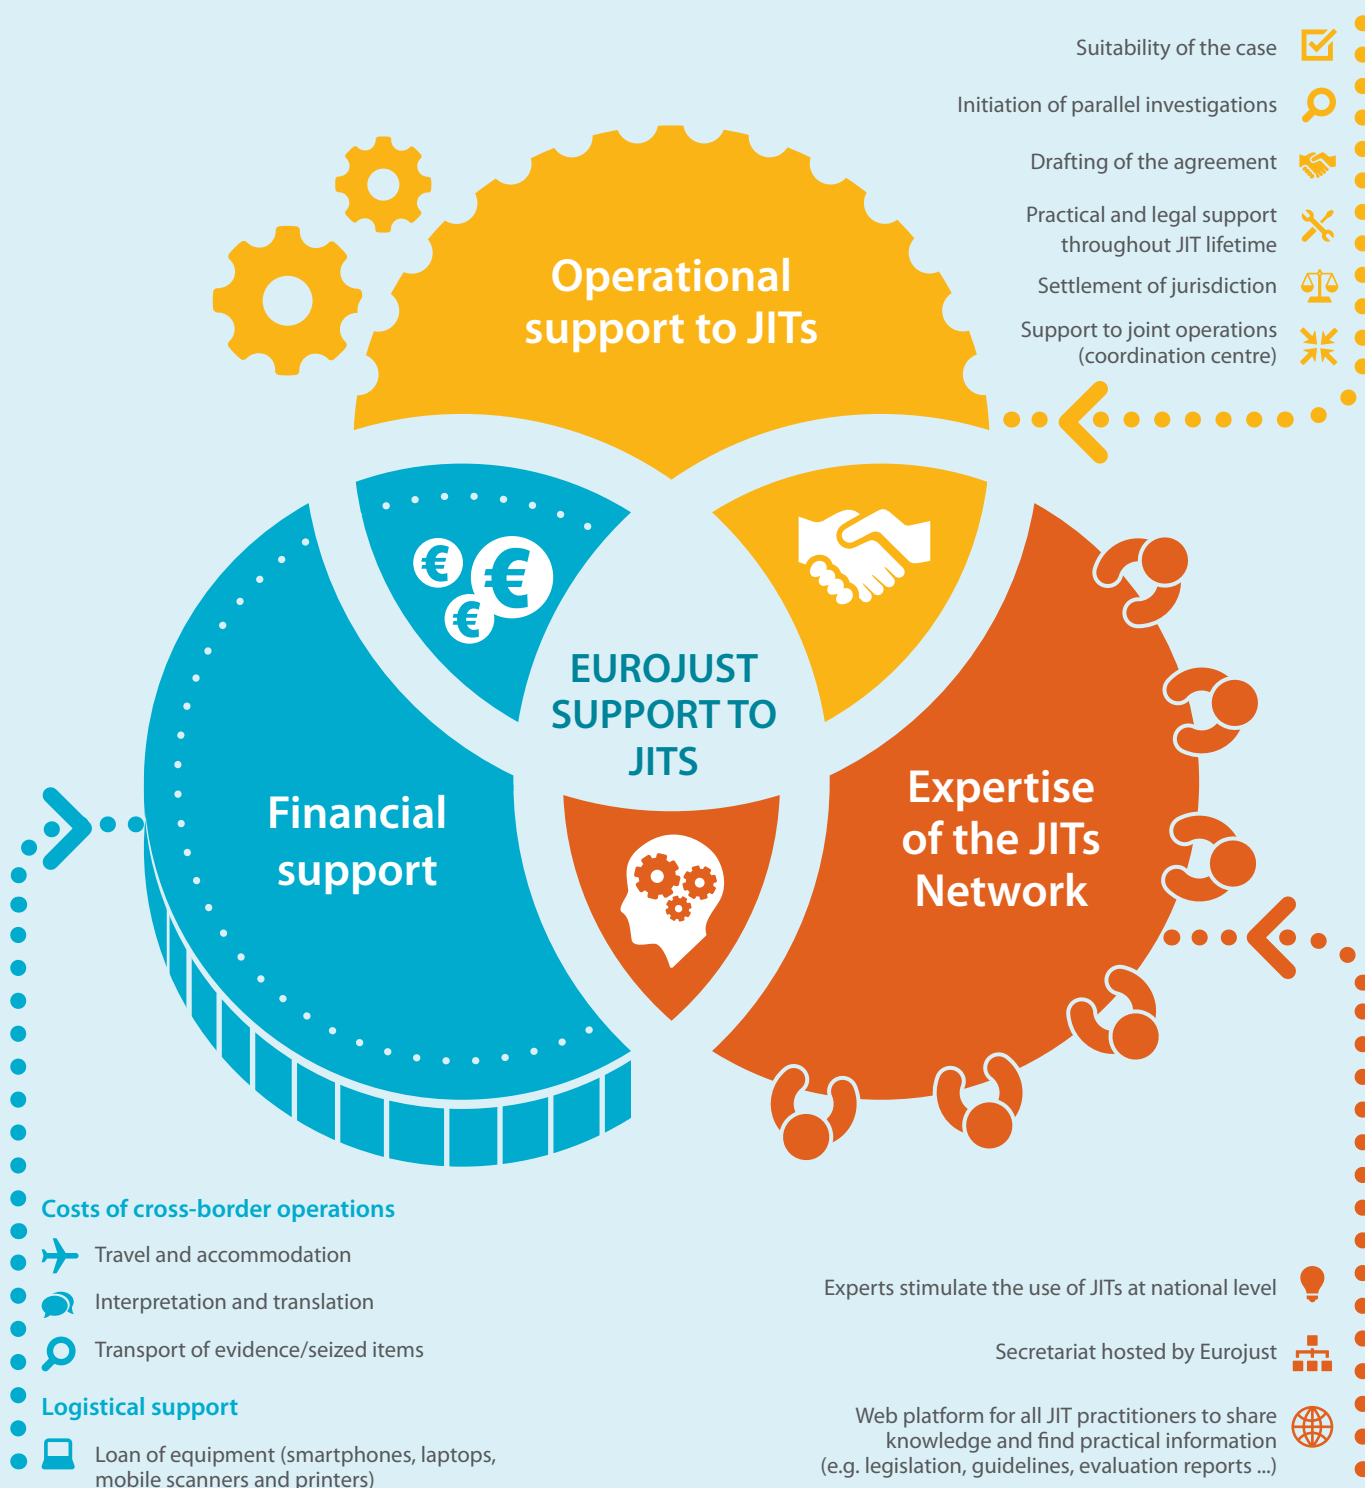 Suitability of the case
Initiation of parallel investigations
Drafting of the agreement
Practical and legal support
throughout JIT lifetime
Settlement of jurisdiction
Support to joint operations
(coordination centre)
Operational
support to JITs
€
€
€
EUROJUST
SUPPORT TO
JITS
Financial
support
Expertise
of the JITs
Network
Costs of cross-border operations
Travel and accommodation
Interpretation and translation
Transport of evidence/seized items
Logistical support
Loan of equipment (smartphones, laptops,
mobile scanners and printers)
Experts stimulate the use of JITs at national level
Secretariat hosted by Eurojust
Web platform for all JIT practitioners to share
knowledge and find practical information
(e.g. legislation, guidelines, evaluation reports ...)